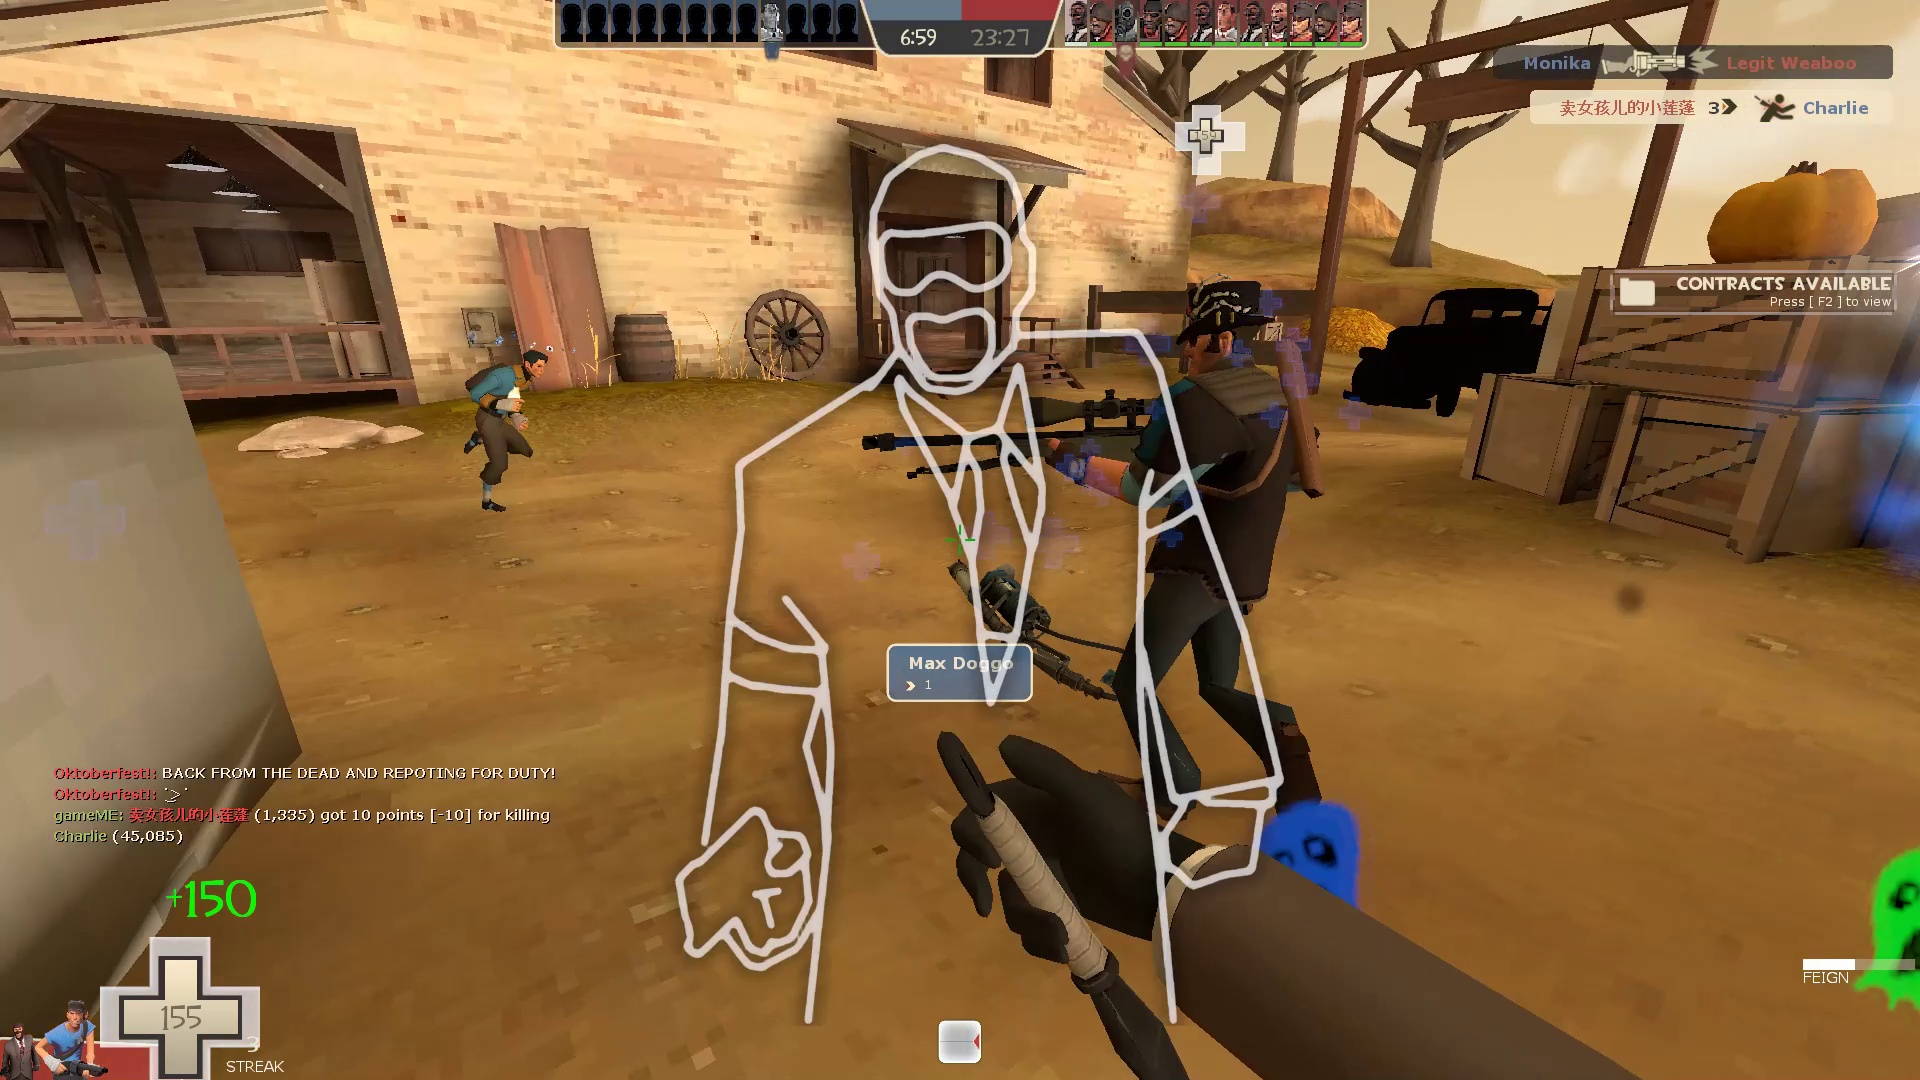 6:59 23:27
Monika Legit Weaboo
卖女孩儿的小莲蓬 3 Charlie
159
CONTRACTS AVAILABLE
Press [ F2 ] to view
Max Doggo
1
Oktoberfest!: BACK FROM THE DEAD AND REPOTING FOR DUTY!
Oktoberfest!: ˙͜>˙
gameME: 卖女孩儿的小莲蓬 (1,335) got 10 points [-10] for killing
Charlie (45,085)
+150
155
3
STREAK
FEIGN